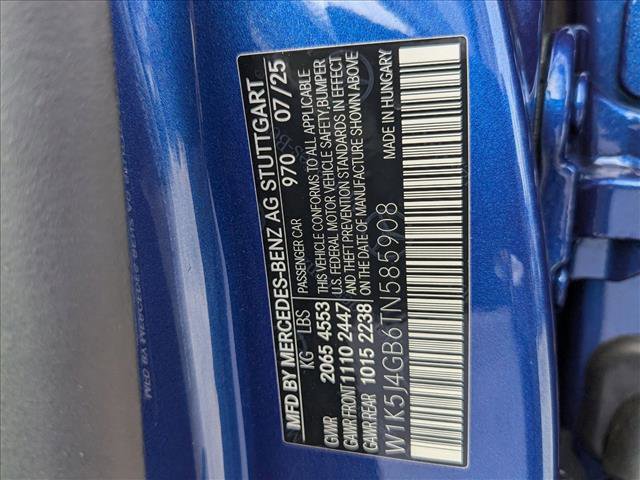 MFD BY MERCEDES-BENZ AG STUTTGART
970 07/25
KG LBS
GVWR 2065 4553
GAWR FRONT 1110 2447
GAWR REAR 1015 2238
PASSENGER CAR
THIS VEHICLE CONFORMS TO ALL APPLICABLE
U.S. FEDERAL MOTOR VEHICLE SAFETY, BUMPER
AND THEFT PREVENTION STANDARDS IN EFFECT
ON DATE OF MANUFACTURE SHOWN ABOVE
MADE IN HUNGARY
W1K5J4GB6TN585908